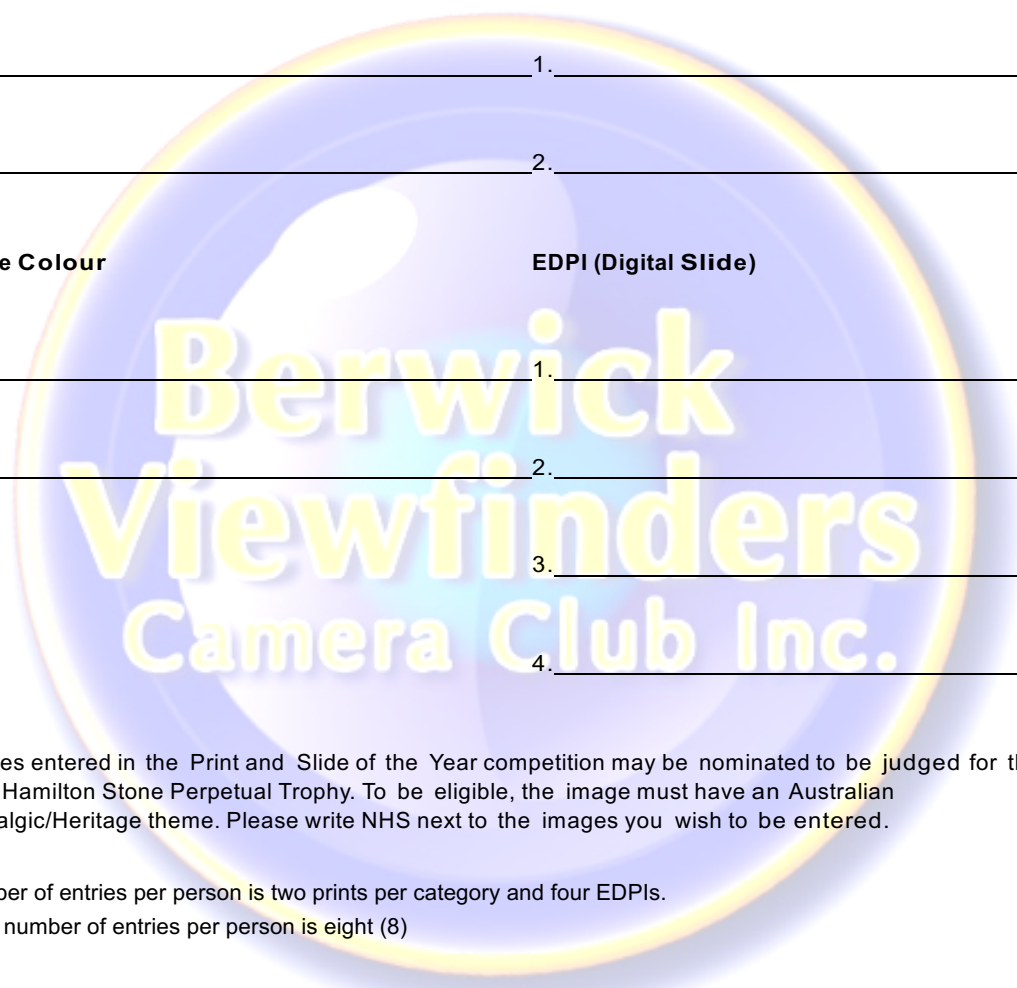 1.
2.
e Colour
EDPI (Digital Slide)
1.
2.
3.
4.
Berwick
Viewfinders
Camera Club Inc.
es entered in the Print and Slide of the Year competition may be nominated to be judged for t
Hamilton Stone Perpetual Trophy. To be eligible, the image must have an Australian
algic/Heritage theme. Please write NHS next to the images you wish to be entered.
ber of entries per person is two prints per category and four EDPIs.
number of entries per person is eight (8)